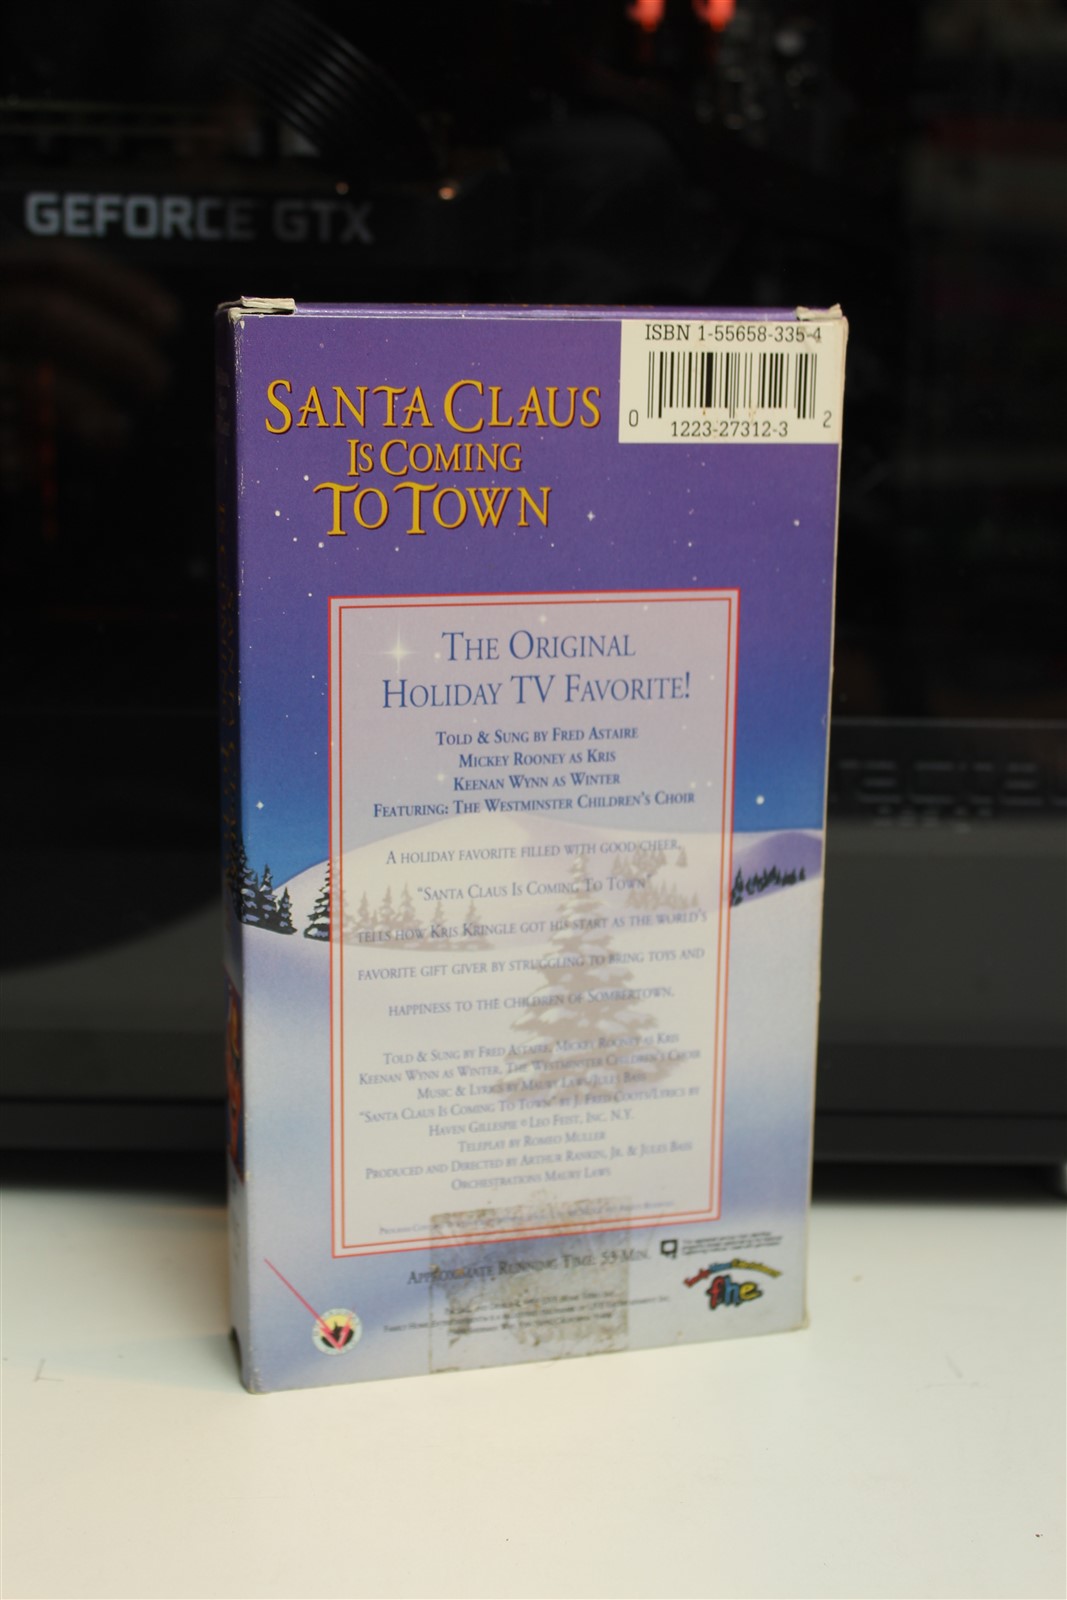 GEFORCE GTX
ISBN 1-55658-335-4
0 1223-27312-3 2
SANTA CLAUS
IS COMING
TO TOWN
THE ORIGINAL
HOLIDAY TV FAVORITE!
TOLD & SUNG BY FRED ASTAIRE
MICKEY ROONEY AS KRIS
KEENAN WYNN AS WINTER
FEATURING: THE WESTMINSTER CHILDREN'S CHOIR
A HOLIDAY FAVORITE FILLED WITH GOOD CHEER,
"SANTA CLAUS IS COMING TO TOWN"
TELLS HOW KRIS KRINGLE GOT HIS START AS THE WORLD'S
FAVORITE GIFT GIVER BY STRUGGLING TO BRING TOYS AND
HAPPINESS TO THE CHILDREN OF SOMBERTOWN.
TOLD & SUNG BY FRED ASTAIRE, MICKEY ROONEY AS KRIS
KEENAN WYNN AS WINTER, THE WESTMINSTER CHILDREN'S CHOIR
MUSIC & LYRICS BY MAURY LAWS/JULES BASS
"SANTA CLAUS IS COMING TO TOWN" BY J. FRED COOTS/LYRICS BY
HAVEN GILLESPIE © LEO FEIST, INC. N.Y.
TELEPLAY BY ROMEO MULLER
PRODUCED AND DIRECTED BY ARTHUR RANKIN, JR. & JULES BASS
ORCHESTRATIONS MAURY LAWS
APPROXIMATE RUNNING TIME: 53 MIN.
fhe